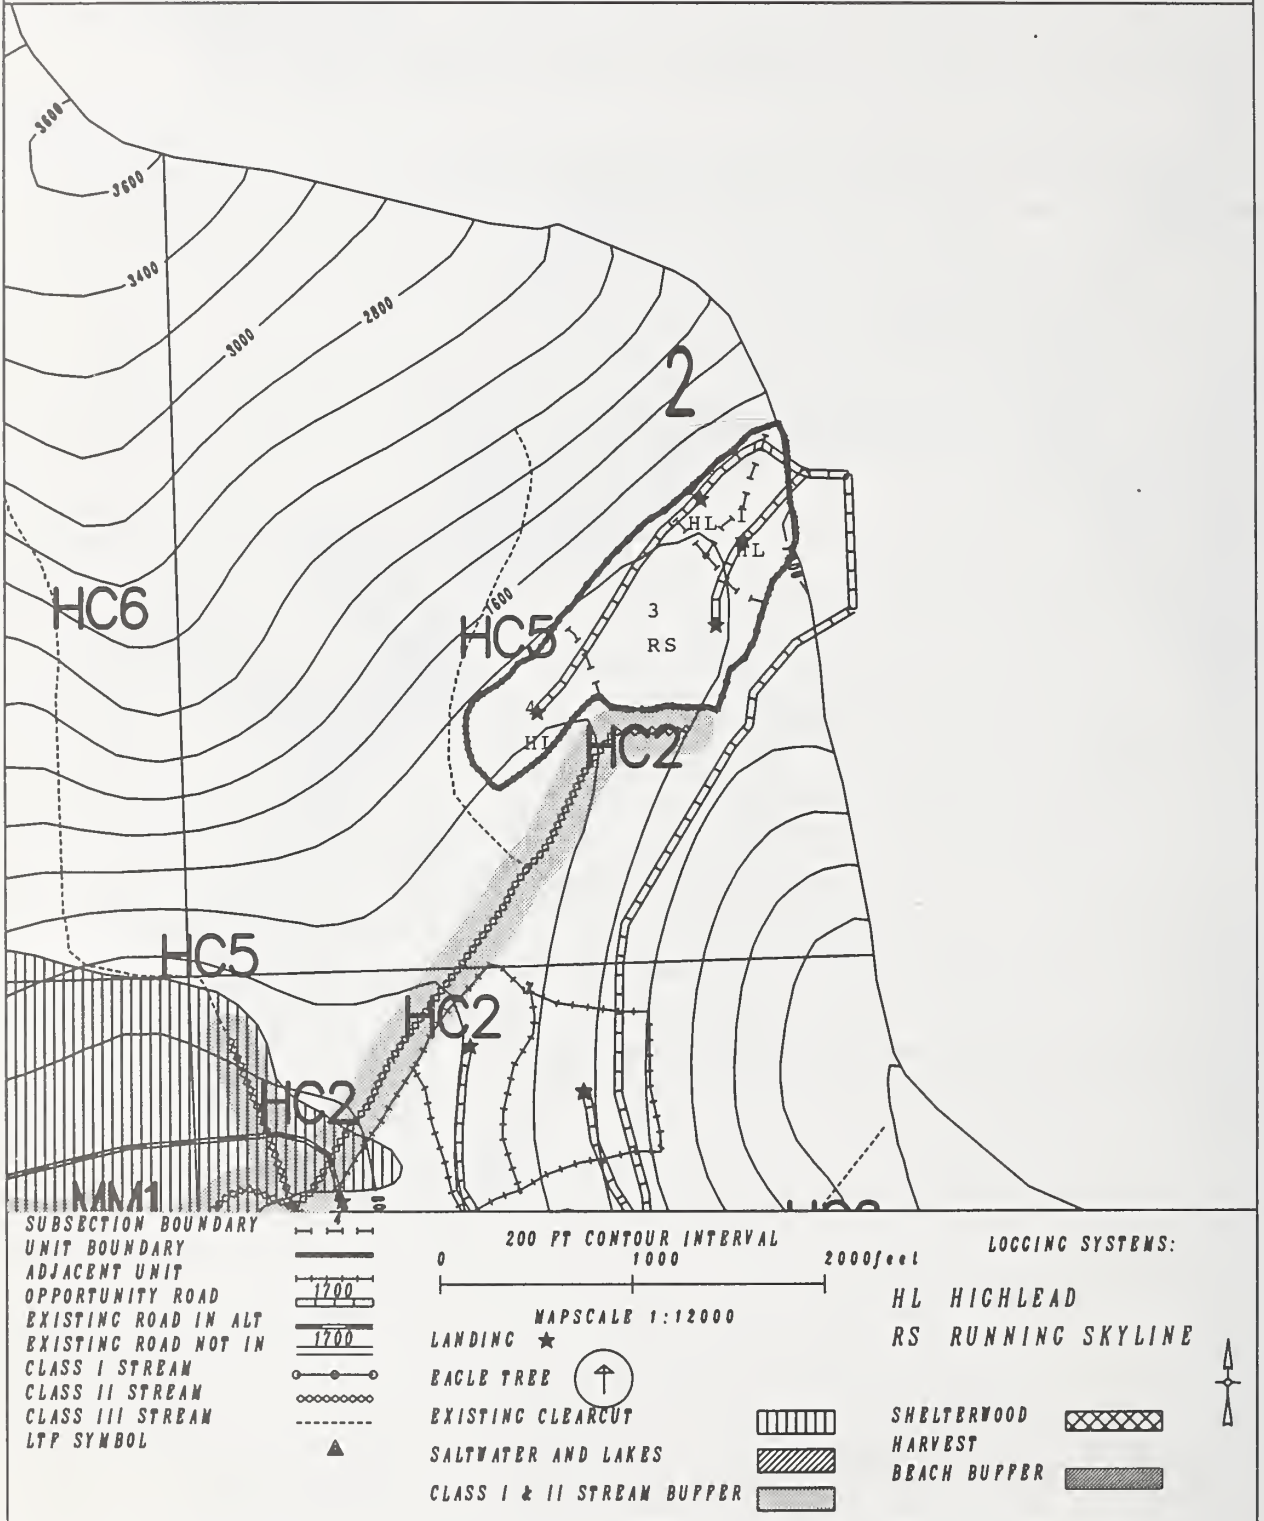 3600
3600
3400
3000
2800
2
HL
HL
HC6
1600
HC5
3
RS
4
HL
HC2
HC5
HC2
HC2
MM1
4
SUBSECTION BOUNDARY
UNIT BOUNDARY
ADJACENT UNIT
OPPORTUNITY ROAD 1700
EXISTING ROAD IN ALT
EXISTING ROAD NOT IN 1700
CLASS I STREAM
CLASS II STREAM
CLASS III STREAM
LTF SYMBOL
200 FT CONTOUR INTERVAL
0 1000 2000feet
MAPSCALE 1:12000
LANDING
EAGLE TREE
EXISTING CLEARCUT
SALTWATER AND LAKES
CLASS I & II STREAM BUFFER
LOGGING SYSTEMS:
HL HIGHLEAD
RS RUNNING SKYLINE
SHELTERWOOD
HARVEST
BEACH BUFFER